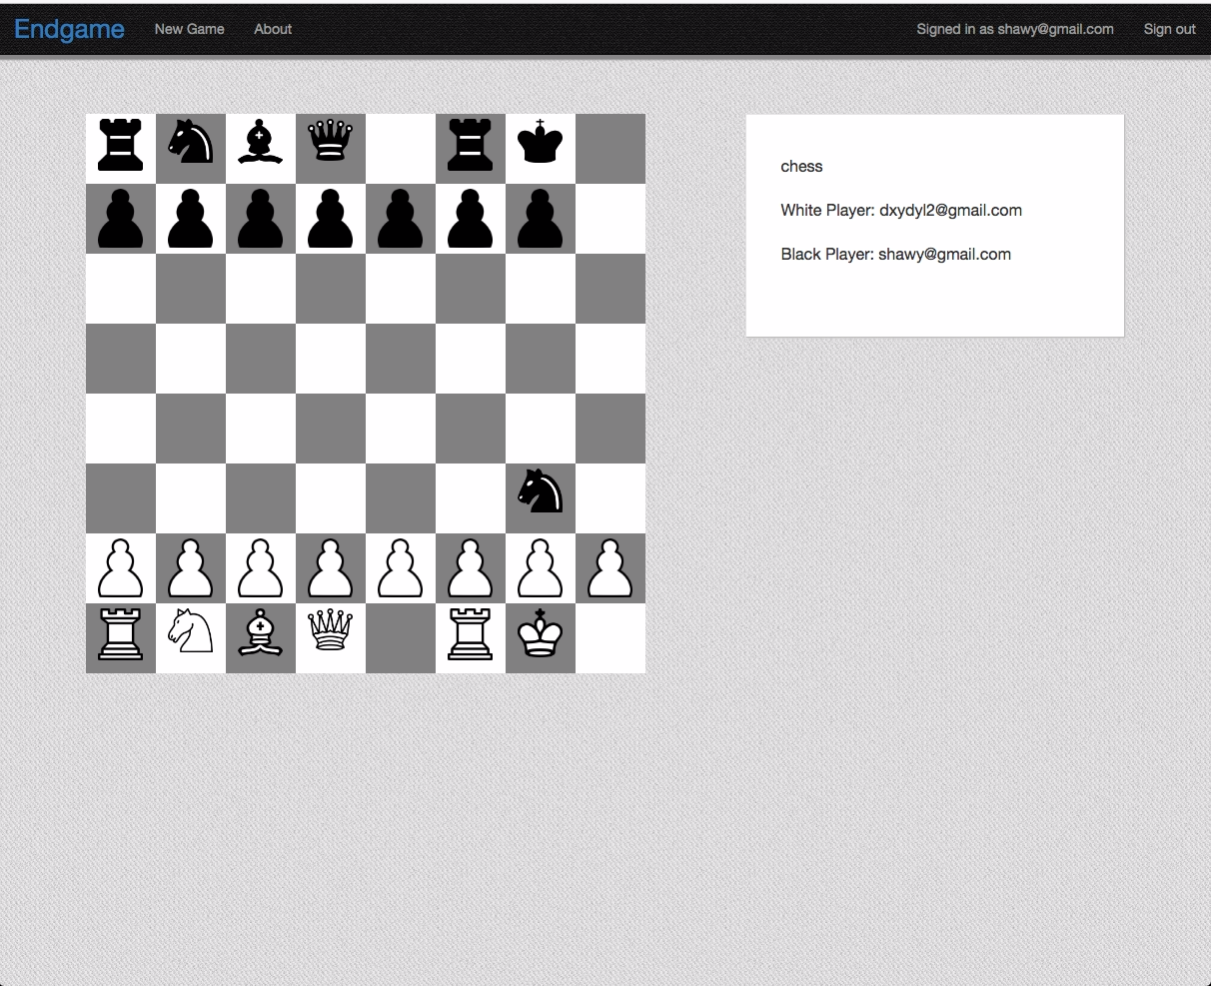 Endgame New Game About Signed in as shawy@gmail.com Sign out
chess
White Player: dxydyl2@gmail.com
Black Player: shawy@gmail.com